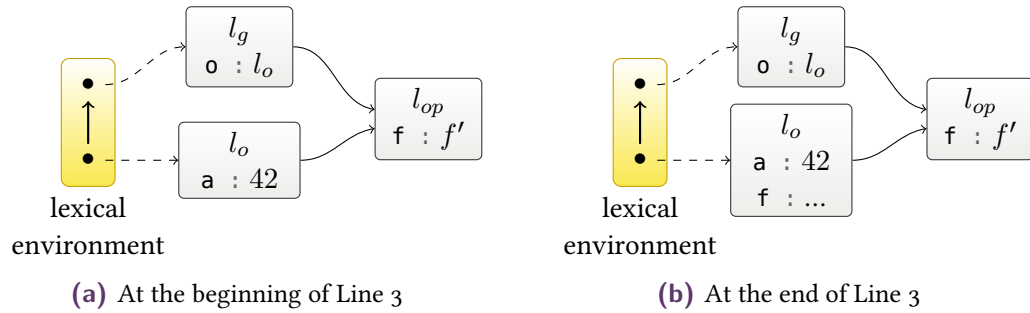 l_g
o : l_o
l_o
a : 42
l_op
f : f′
lexical
environment
(a) At the beginning of Line 3
l_g
o : l_o
l_o
a : 42
f : ...
l_op
f : f′
lexical
environment
(b) At the end of Line 3